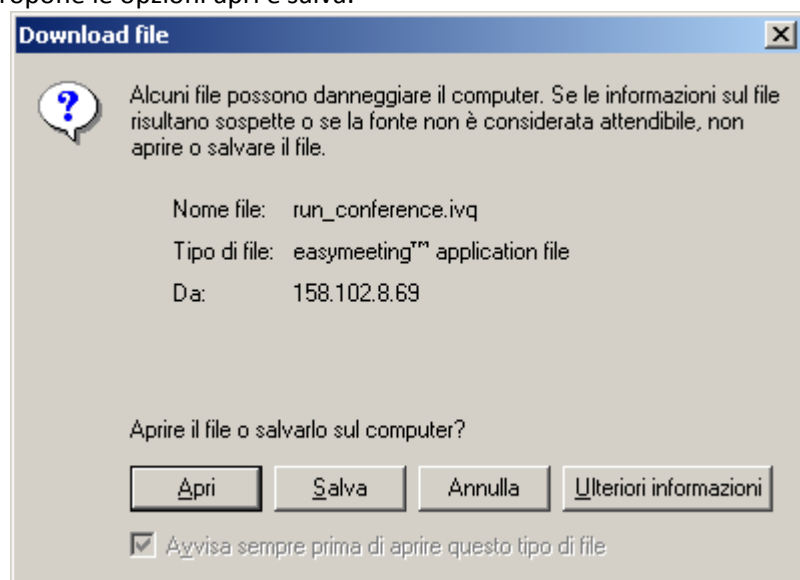 opone le opzioni apri e salva.
Download file
Alcuni file possono danneggiare il computer. Se le informazioni sul file
risultano sospette o se la fonte non è considerata attendibile, non
aprire o salvare il file.
Nome file: run_conference.ivq
Tipo di file: easymeeting™ application file
Da: 158.102.8.69
Aprire il file o salvarlo sul computer?
Apri Salva Annulla Ulteriori informazioni
Avvisa sempre prima di aprire questo tipo di file